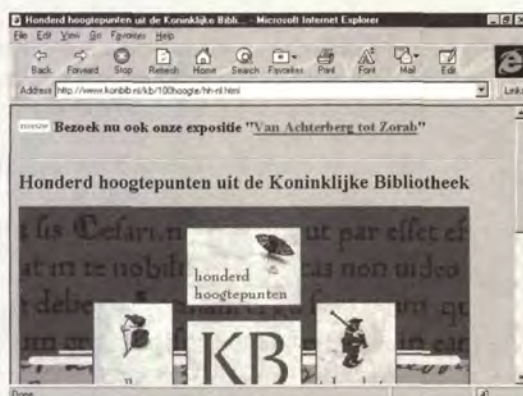 Honderd hoogtepunten uit de Koninklijke Bibli... - Microsoft Internet Explorer
File Edit View Go Favorites Help
Back Forward Stop Refresh Home Search Favorites Print Font Mail Edit
Address http://www.konbib.nl/kb/100hoogte/hh-nl.html Links
nieuw Bezoek nu ook onze expositie "Van Achterberg tot Zorab"
Honderd hoogtepunten uit de Koninklijke Bibliotheek
honderd
hoogtepunten
KB
Done